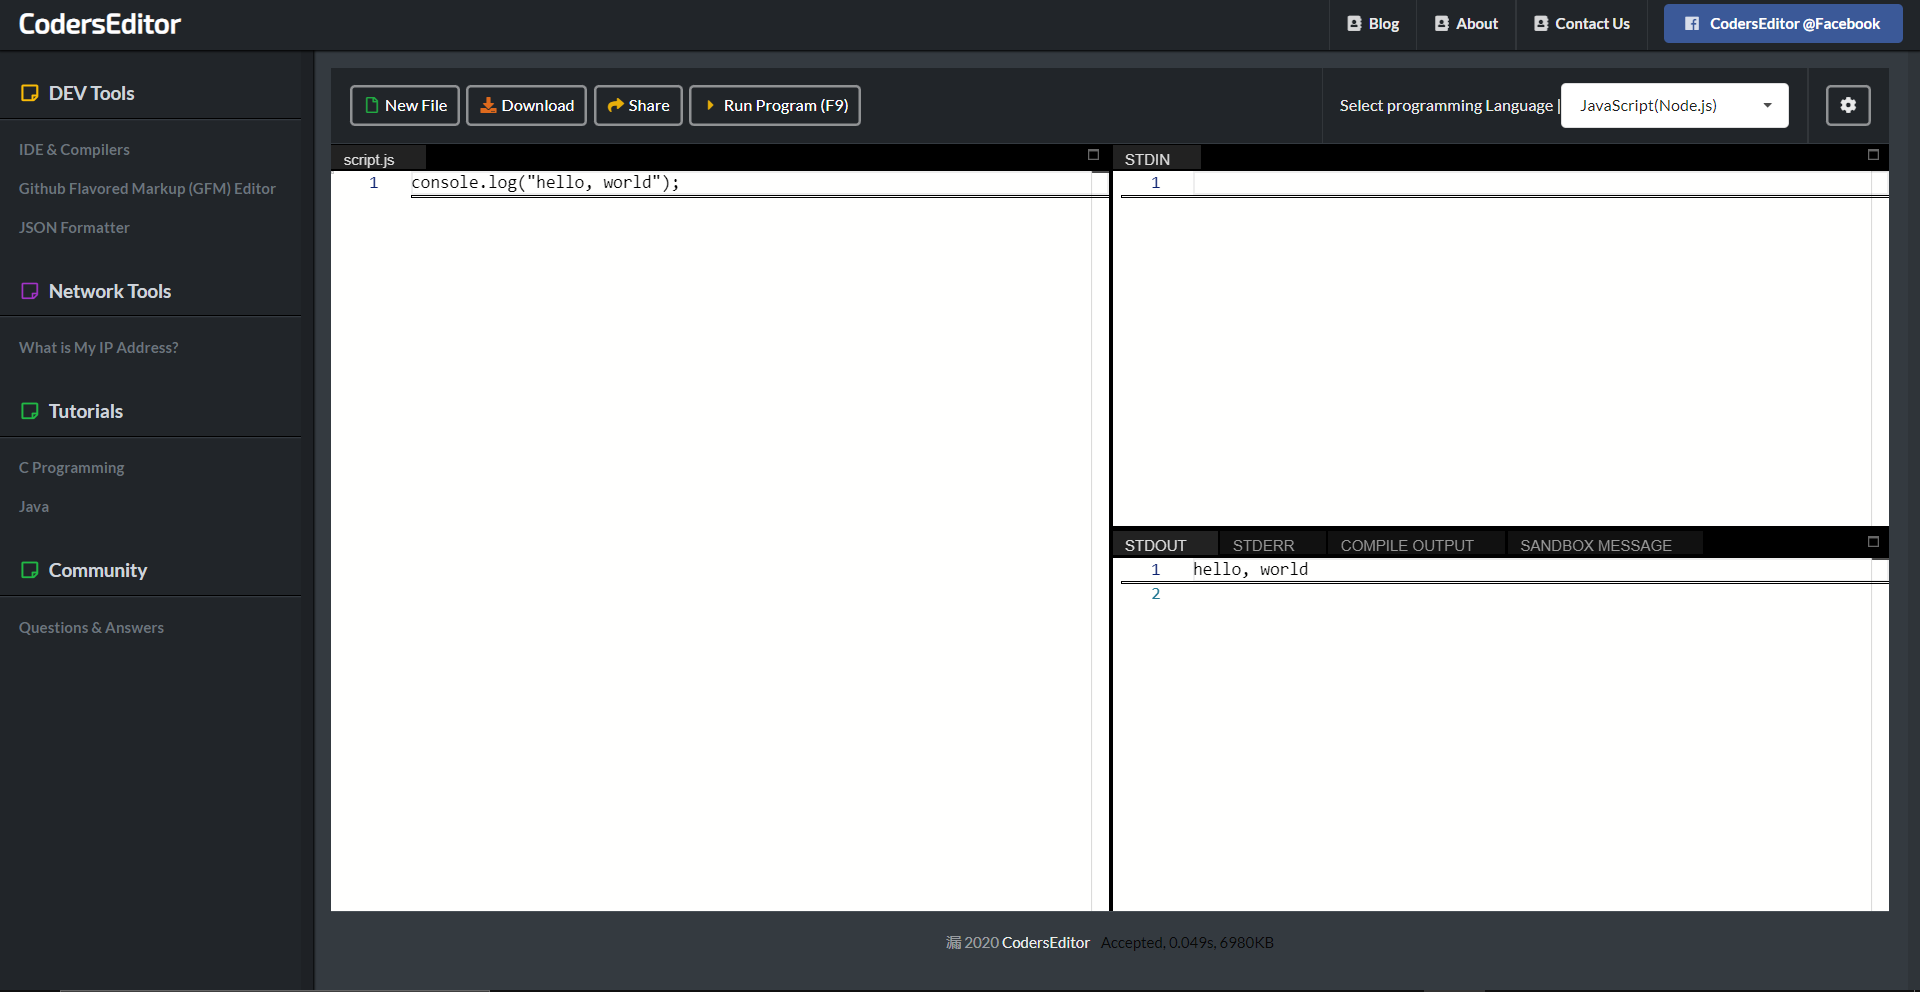 CodersEditor
Blog
About
Contact Us
CodersEditor @Facebook
DEV Tools
IDE & Compilers
Github Flavored Markup (GFM) Editor
JSON Formatter
Network Tools
What is My IP Address?
Tutorials
C Programming
Java
Community
Questions & Answers
New File
Download
Share
Run Program (F9)
Select programming Language |
JavaScript(Node.js)
script.js
1 console.log("hello, world");
STDIN
1
STDOUT
STDERR
COMPILE OUTPUT
SANDBOX MESSAGE
1 hello, world
2
漏 2020 CodersEditor Accepted, 0.049s, 6980KB